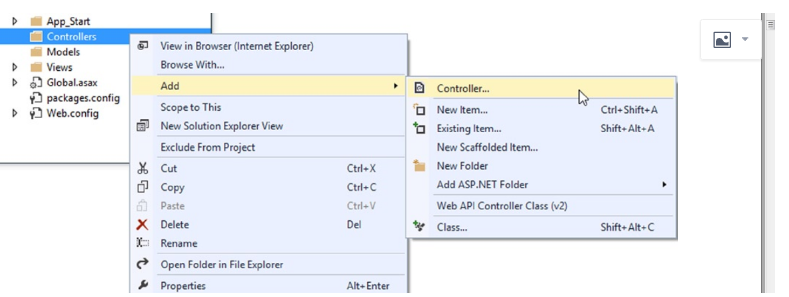 App_Start
Controllers
Models
Views
Global.asax
packages.config
Web.config
View in Browser (Internet Explorer)
Browse With...
Add
Scope to This
New Solution Explorer View
Exclude From Project
Cut Ctrl+X
Copy Ctrl+C
Paste Ctrl+V
Delete Del
Rename
Open Folder in File Explorer
Properties Alt+Enter
Controller...
New Item... Ctrl+Shift+A
Existing Item... Shift+Alt+A
New Scaffolded Item...
New Folder
Add ASP.NET Folder
Web API Controller Class (v2)
Class... Shift+Alt+C